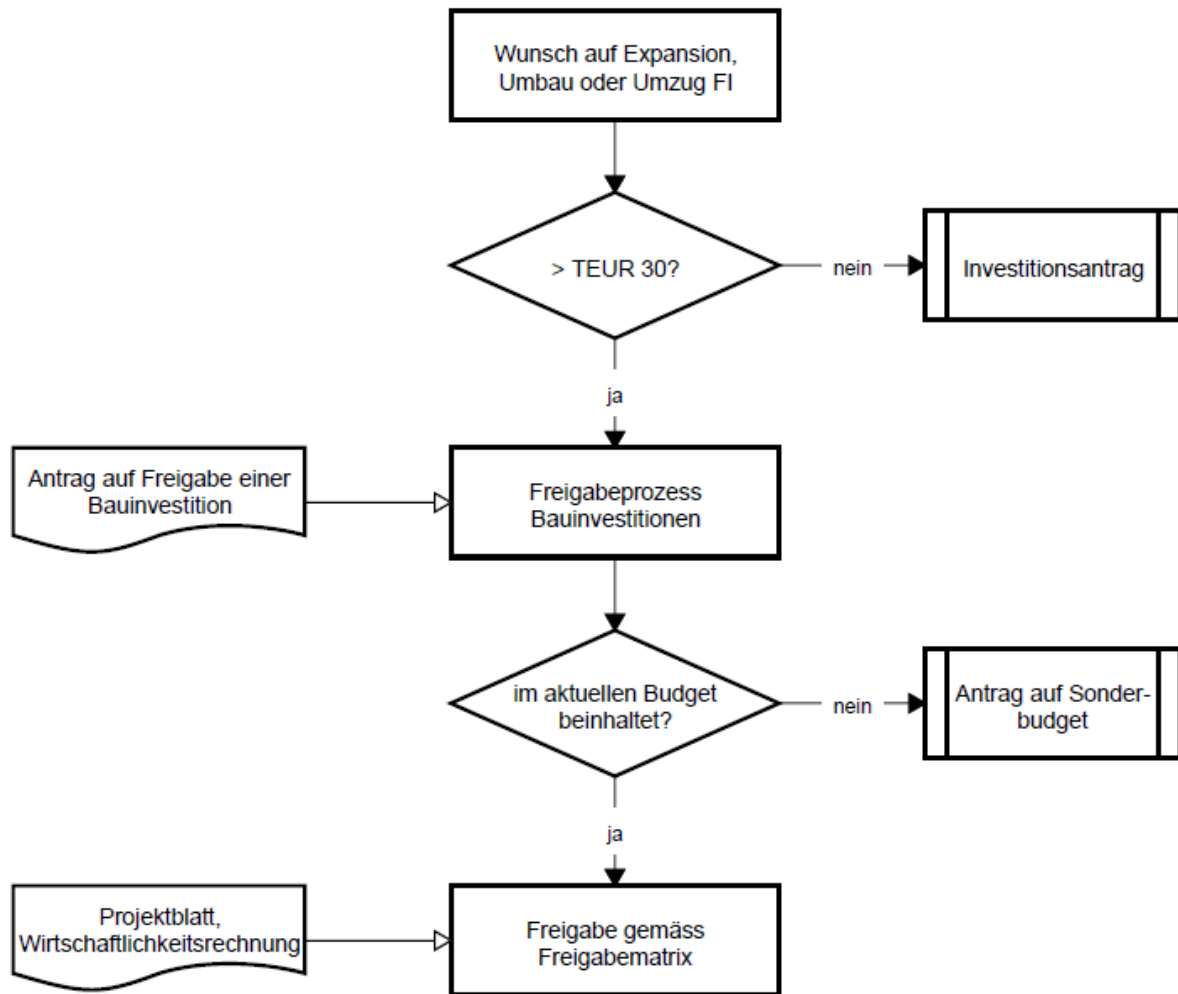 Wunsch auf Expansion,
Umbau oder Umzug FI
> TEUR 30?
nein
Investitionsantrag
ja
Antrag auf Freigabe einer
Bauinvestition
Freigabeprozess
Bauinvestitionen
im aktuellen Budget
beinhaltet?
nein
Antrag auf Sonder-
budget
ja
Projektblatt,
Wirtschaftlichkeitsrechnung
Freigabe gemäss
Freigabematrix